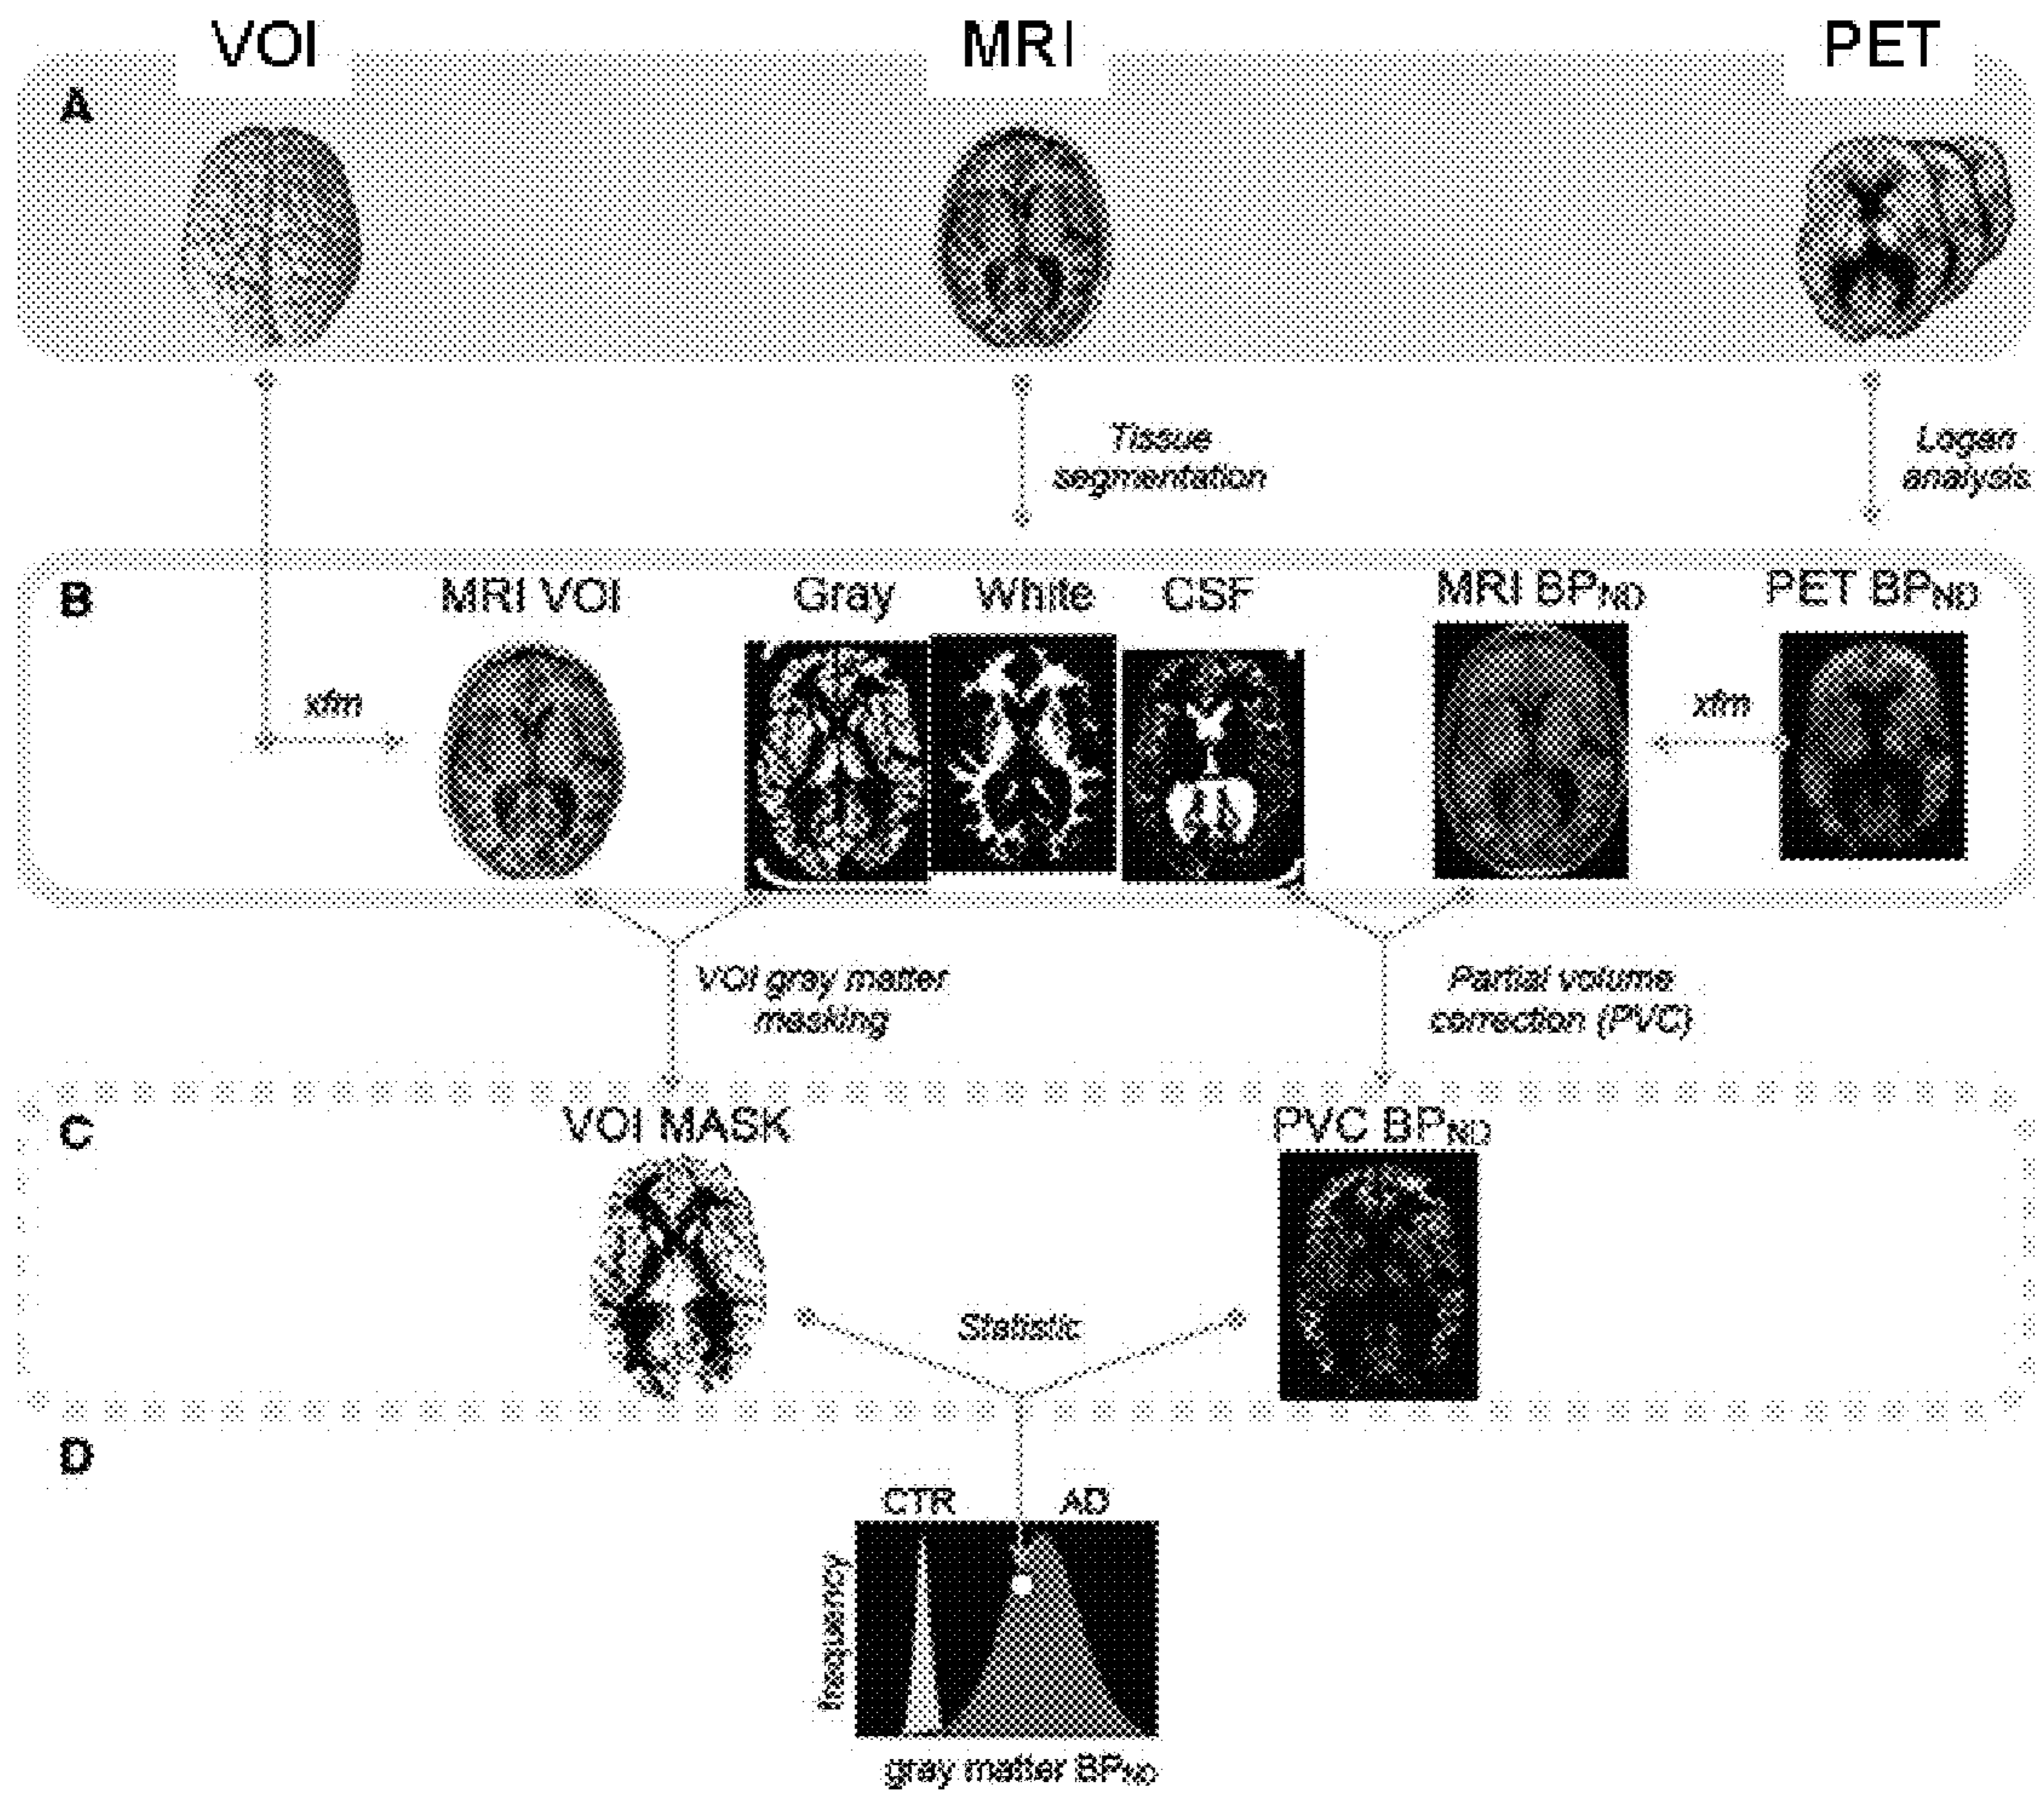 VOI
MRI
PET
A
Tissue
segmentation
Logan
analysis
B
MRI VOI
Gray
White
CSF
MRI BPND
PET BPND
xfm
xfm
VOI gray matter
masking
Partial volume
correction (PVC)
C
VOI MASK
PVC BPND
Statistic
D
CTR
AD
frequency
gray matter BPND